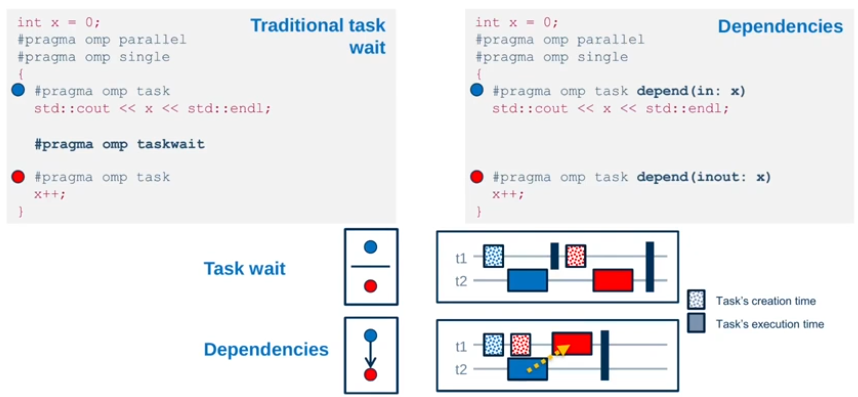 Traditional task
wait
int x = 0;
#pragma omp parallel
#pragma omp single
{
#pragma omp task
std::cout << x << std::endl;
#pragma omp taskwait
#pragma omp task
x++;
}
Dependencies
int x = 0;
#pragma omp parallel
#pragma omp single
{
#pragma omp task depend(in: x)
std::cout << x << std::endl;
#pragma omp task depend(inout: x)
x++;
}
Task wait
t1
t2
Dependencies
t1
t2
Task's creation time
Task's execution time